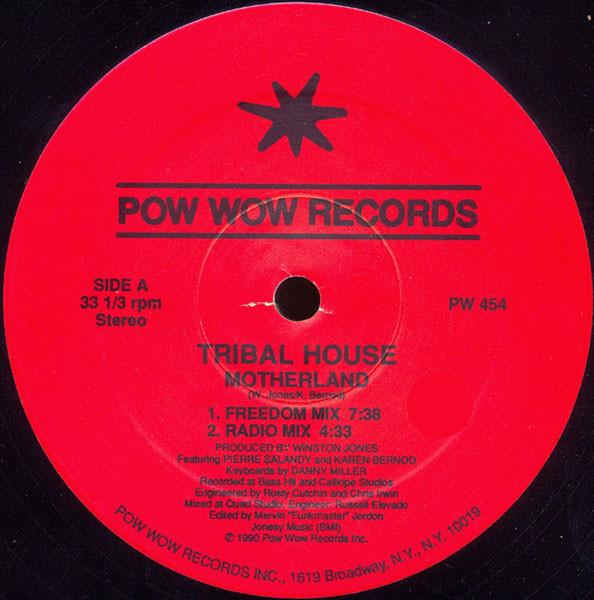 POW WOW RECORDS
SIDE A
33 1/3 rpm
Stereo
PW 454
TRIBAL HOUSE
MOTHERLAND
(W. Jones/K. Bernod)
1. FREEDOM MIX 7:38
2. RADIO MIX 4:33
PRODUCED BY WINSTON JONES
Featuring PIERRE SALANDY and KAREN BERNOD
Keyboards by DANNY MILLER
Recorded at Bass Hit and Calliope Studios
Engineered by Rusty Cutchin and Chris Irwin
Mixed at Quad Studio. Engineer: Russell Elevado
Edited by Mervin "Funkmaster" Jordon
Jonesy Music (BMI)
℗ 1990 Pow Wow Records Inc.
POW WOW RECORDS INC., 1619 Broadway, N.Y., N.Y. 10019